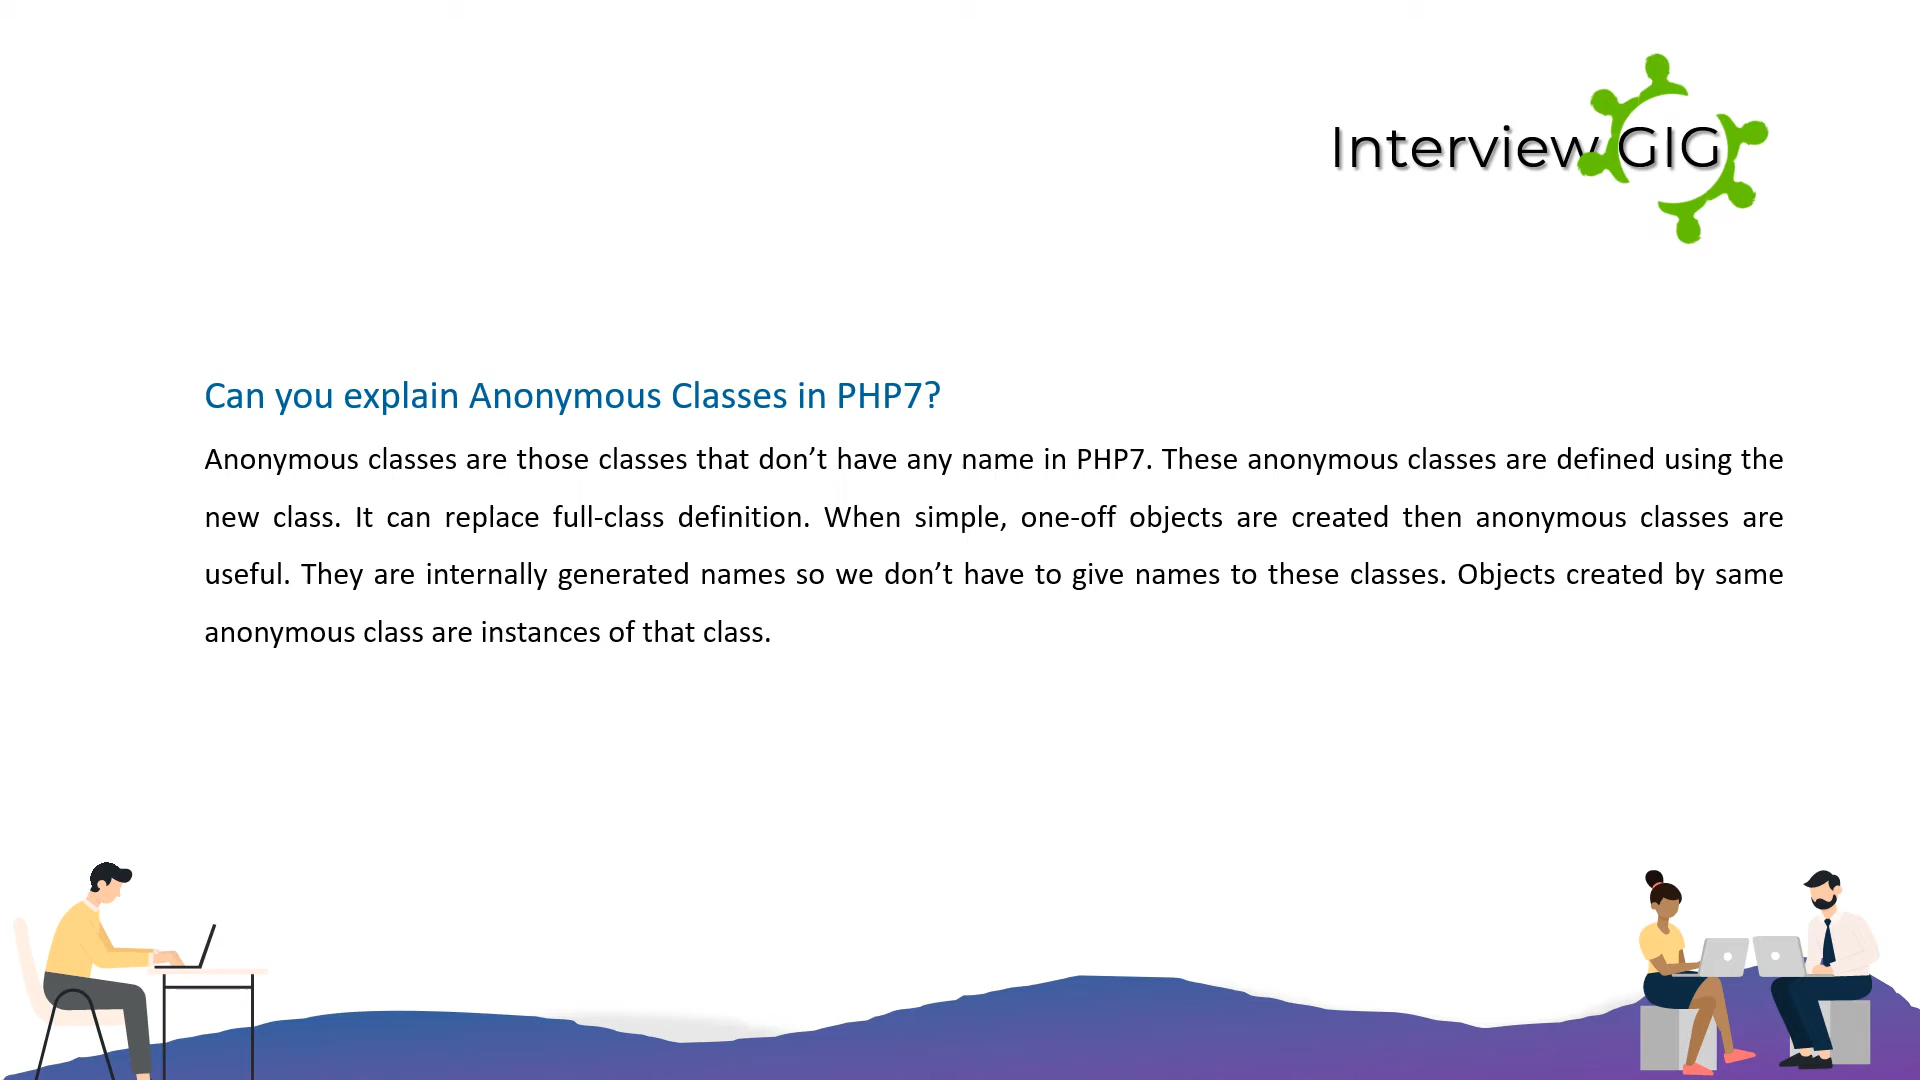 Interview GIG
Can you explain Anonymous Classes in PHP7?
Anonymous classes are those classes that don’t have any name in PHP7. These anonymous classes are defined using the
new class. It can replace full-class definition. When simple, one-off objects are created then anonymous classes are
useful. They are internally generated names so we don’t have to give names to these classes. Objects created by same
anonymous class are instances of that class.